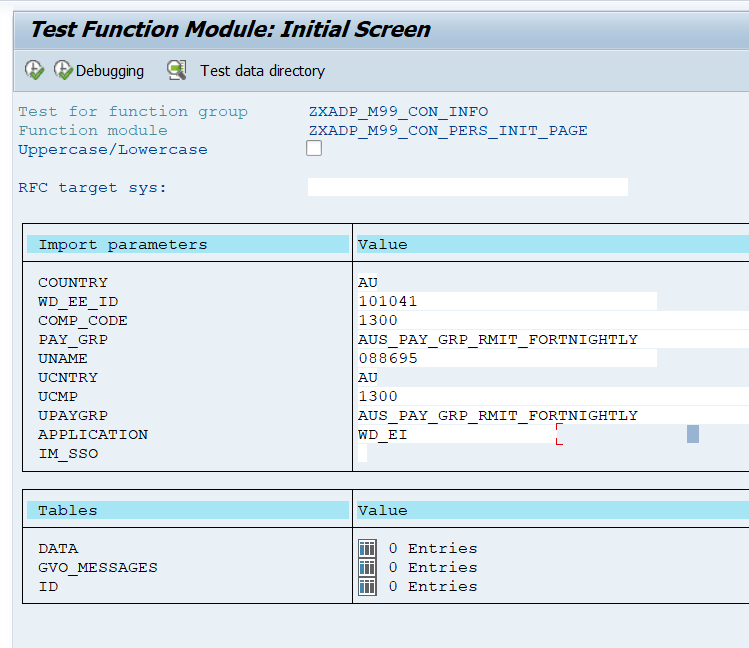 Test Function Module: Initial Screen
Debugging Test data directory
Test for function group ZXADP_M99_CON_INFO
Function module ZXADP_M99_CON_PERS_INIT_PAGE
Uppercase/Lowercase
RFC target sys:
Import parameters Value
COUNTRY AU
WD_EE_ID 101041
COMP_CODE 1300
PAY_GRP AUS_PAY_GRP_RMIT_FORTNIGHTLY
UNAME 088695
UCNTRY AU
UCMP 1300
UPAYGRP AUS_PAY_GRP_RMIT_FORTNIGHTLY
APPLICATION WD_EI
IM_SSO
Tables Value
DATA 0 Entries
GVO_MESSAGES 0 Entries
ID 0 Entries